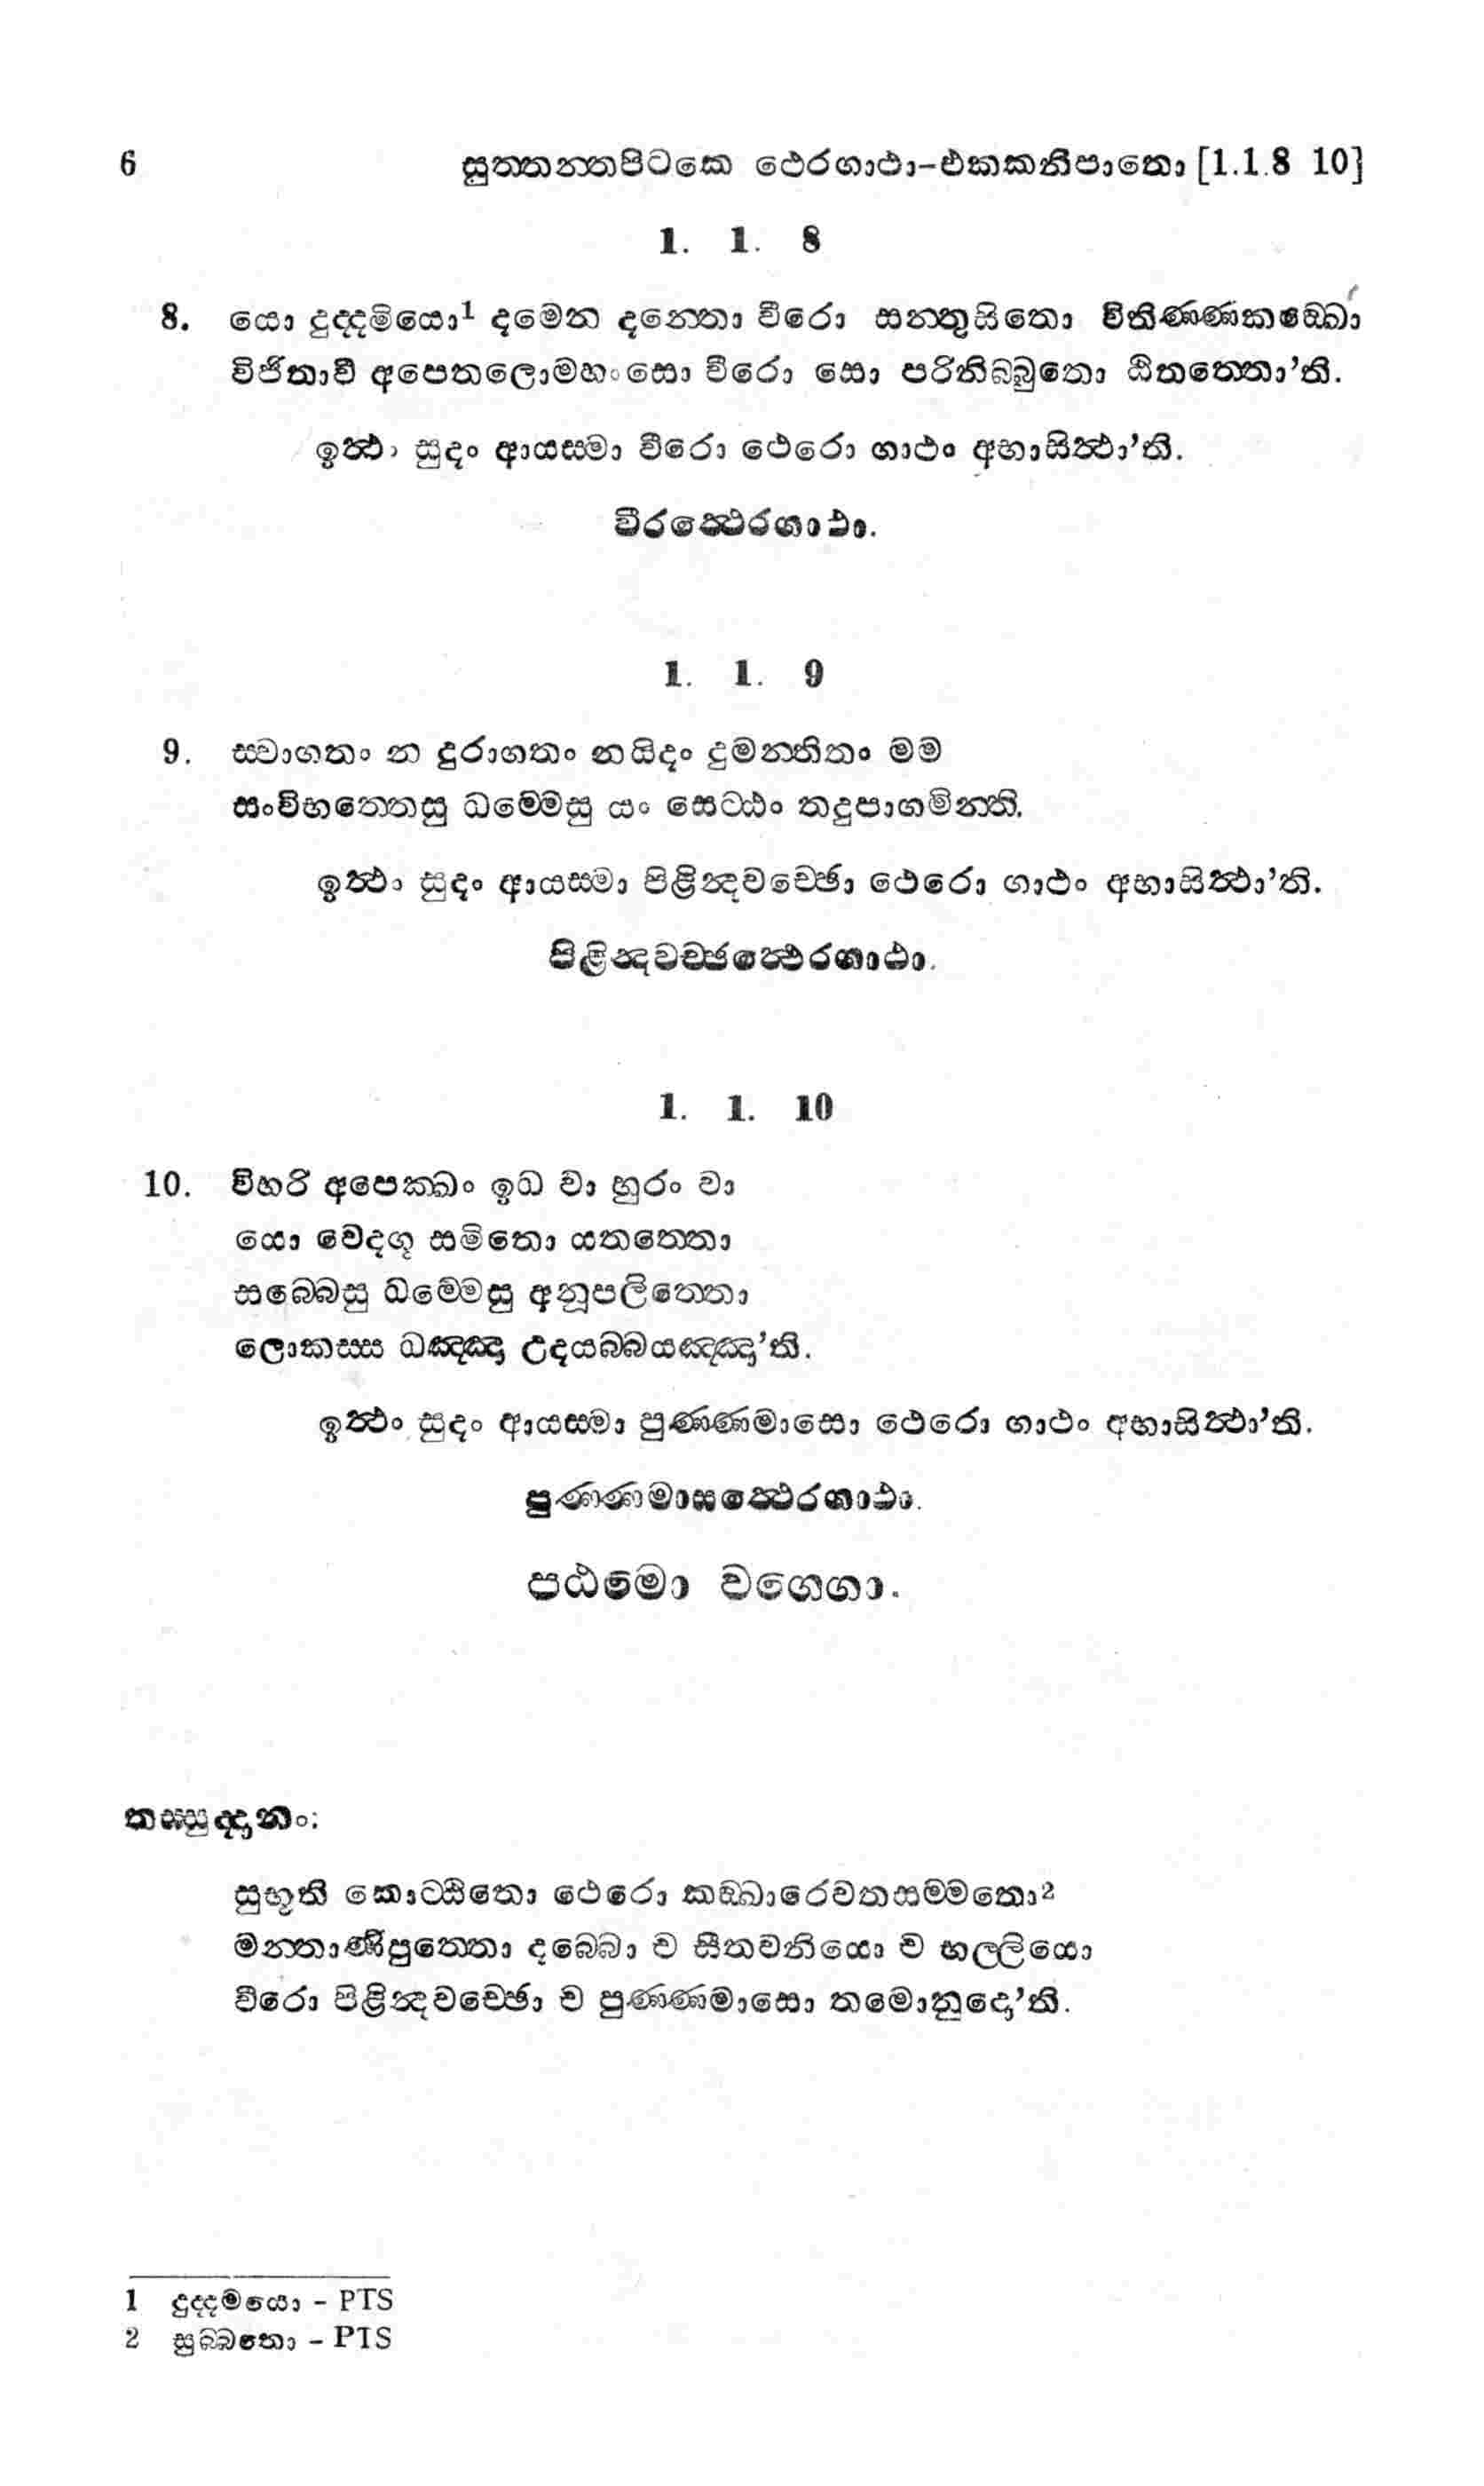 6 සුත්තන්තපිටකෙ ථෙරගාථා-එකකනිපාතො [1.1.8 10]
1. 1. 8
8. යො දුද්දමියො1 දමෙන දන්තො වීරො සන්තුසිතො විතිණ්ණකඞ්ඛො
විජිතාවී අපෙතලොමහංසො වීරො සො පරිනිබ්බුතො ඨිතත්තො’ති.
ඉත්ථං සුදං ආයස්මා වීරො ථෙරො ගාථං අභාසිත්ථා’ති.
වීරත්ථෙරගාථා.
1. 1. 9
9. ස්වාගතං න දුරාගතං නයිදං දුමන්තිතං මම
සංවිභත්තෙසු ධම්මෙසු යං සෙට්ඨං තදුපාගමින්ති.
ඉත්ථං සුදං ආයස්මා පිළින්දවච්ඡො ථෙරො ගාථං අභාසිත්ථා’ති.
පිළින්දවච්ඡත්ථෙරගාථා.
1. 1. 10
10. විහරි අපෙක්ඛං ඉධ වා හුරං වා
යො වෙදගූ සමිතො යතත්තො
සබ්බෙසු ධම්මෙසු අනූපලිත්තො
ලොකස්ස ධඤ්ඤා උදයබ්බයඤ්ඤා’ති.
ඉත්ථං සුදං ආයස්මා පුණ්ණමාසො ථෙරො ගාථං අභාසිත්ථා’ති.
පුණ්ණමාසත්ථෙරගාථා.
පඨමො වග්ගො.
තස්සුද්දානං:
සුභූති කොට්ඨිතො ථෙරො කඞ්ඛාරෙවතසම්මතො2
මන්තාණිපුත්තො දබ්බො ච සීතවනියො ච භල්ලියො
වීරො පිළින්දවච්ඡො ච පුණ්ණමාසො තමොනුදො’ති.
1 දුද්දමයො - PTS
2 සුබ්බතො - PTS